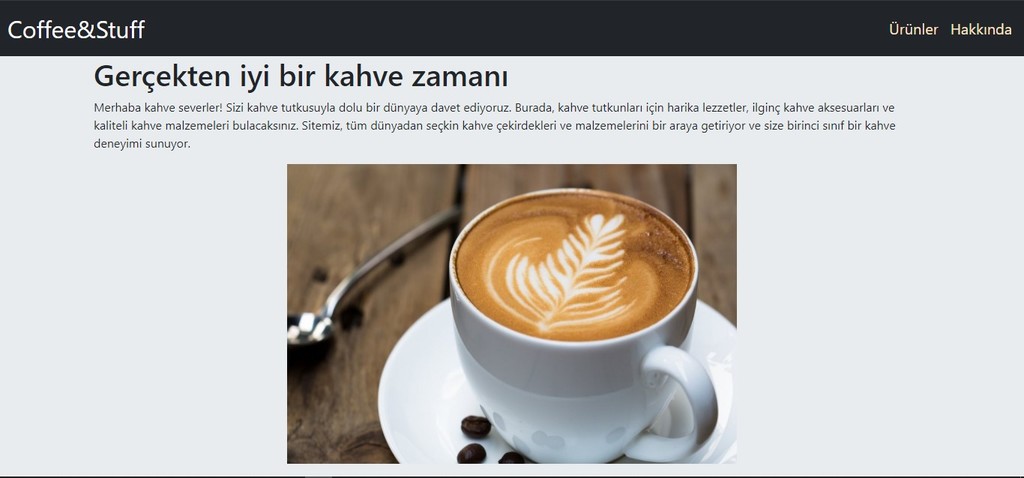 Coffee&Stuff
Ürünler Hakkında
Gerçekten iyi bir kahve zamanı
Merhaba kahve severler! Sizi kahve tutkusuyla dolu bir dünyaya davet ediyoruz. Burada, kahve tutkunları için harika lezzetler, ilginç kahve aksesuarları ve
kaliteli kahve malzemeleri bulacaksınız. Sitemiz, tüm dünyadan seçkin kahve çekirdekleri ve malzemelerini bir araya getiriyor ve size birinci sınıf bir kahve
deneyimi sunuyor.